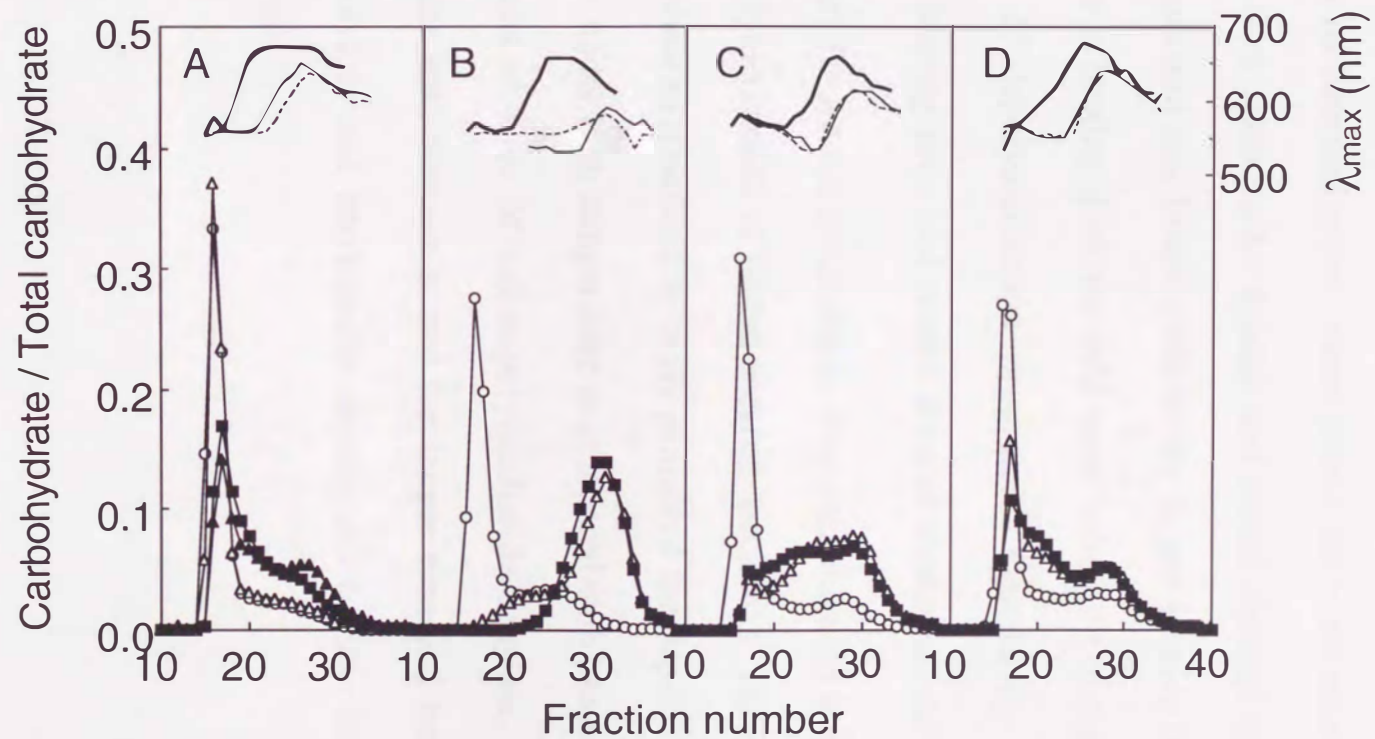 Carbohydrate / Total carbohydrate
0.5
0.4
0.3
0.2
0.1
0.0
A
B
C
D
700
600
500
λmax (nm)
10 20 30 10 20 30 10 20 30 10 20 30 40
Fraction number